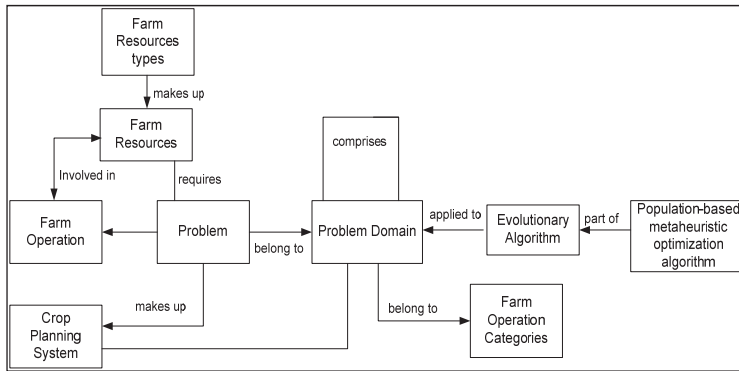 Farm
Resources
types
makes up
Farm
Resources
comprises
Involved in
requires
Farm
Operation
Problem
belong to
Problem Domain
applied to
Evolutionary
Algorithm
part of
Population-based
metaheuristic
optimization
algorithm
makes up
belong to
Crop
Planning
System
Farm
Operation
Categories